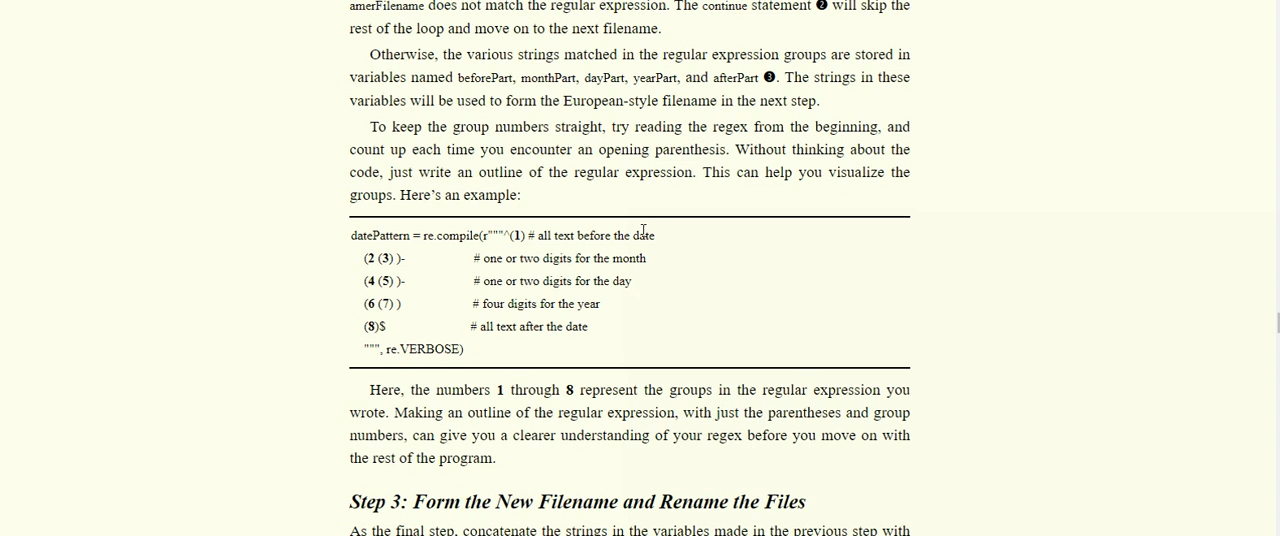 amerFilename does not match the regular expression. The continue statement ❷ will skip the
rest of the loop and move on to the next filename.
Otherwise, the various strings matched in the regular expression groups are stored in
variables named beforePart, monthPart, dayPart, yearPart, and afterPart ❸. The strings in these
variables will be used to form the European-style filename in the next step.
To keep the group numbers straight, try reading the regex from the beginning, and
count up each time you encounter an opening parenthesis. Without thinking about the
code, just write an outline of the regular expression. This can help you visualize the
groups. Here’s an example:
datePattern = re.compile(r"""^(1) # all text before the date
(2 (3) )- # one or two digits for the month
(4 (5) )- # one or two digits for the day
(6 (7) ) # four digits for the year
(8)$ # all text after the date
""", re.VERBOSE)
Here, the numbers 1 through 8 represent the groups in the regular expression you
wrote. Making an outline of the regular expression, with just the parentheses and group
numbers, can give you a clearer understanding of your regex before you move on with
the rest of the program.
Step 3: Form the New Filename and Rename the Files
As the final step, concatenate the strings in the variables made in the previous step with